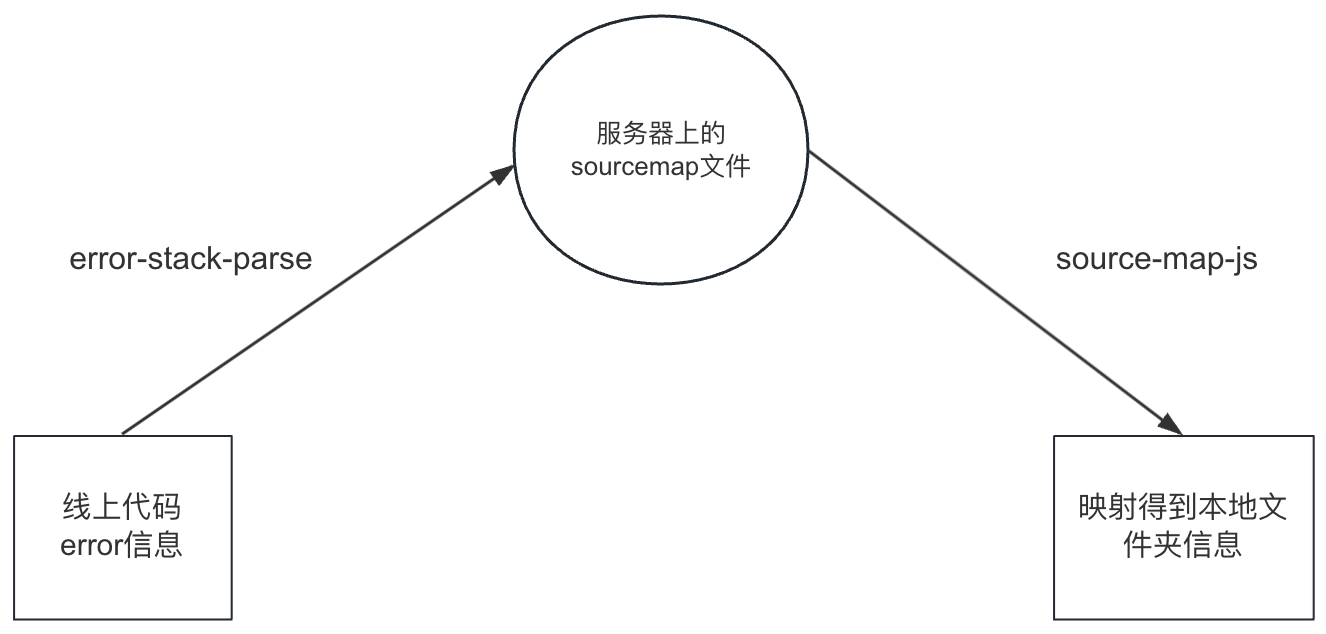 服务器上的
sourcemap文件
error-stack-parse
source-map-js
线上代码
error信息
映射得到本地文
件夹信息